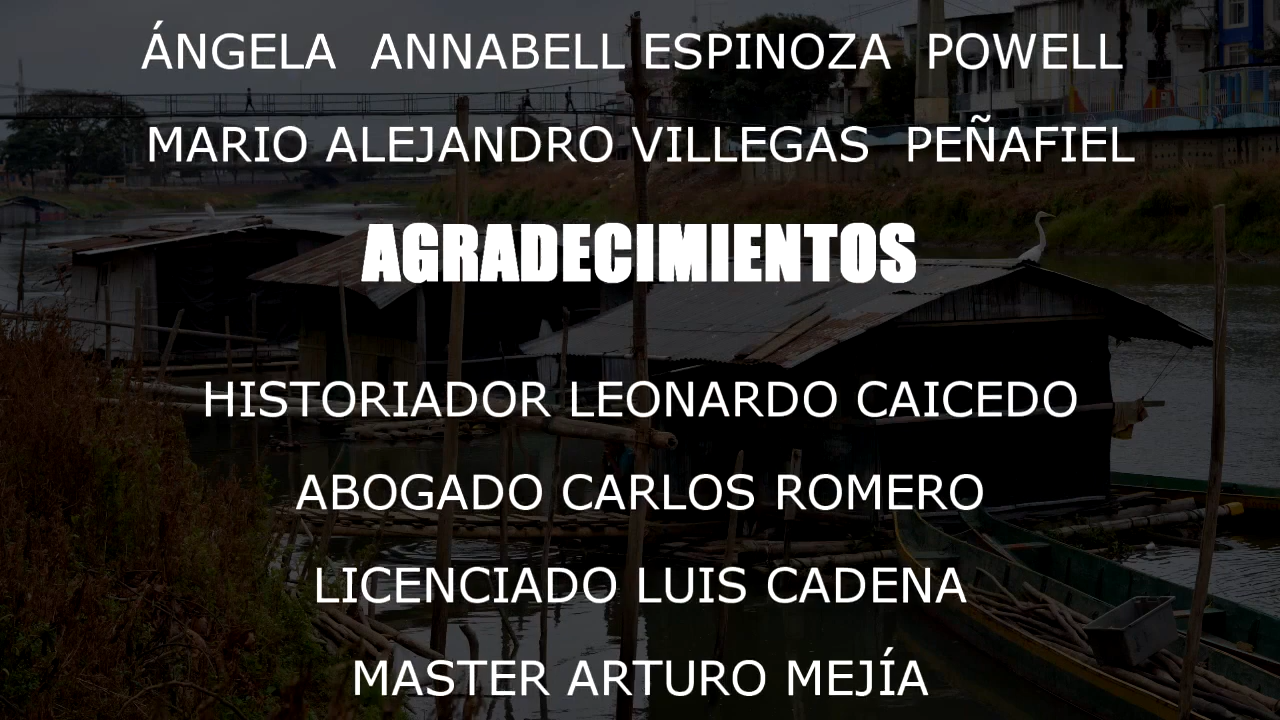 ÁNGELA ANNABELL ESPINOZA POWELL
MARIO ALEJANDRO VILLEGAS PEÑAFIEL
AGRADECIMIENTOS
HISTORIADOR LEONARDO CAICEDO
ABOGADO CARLOS ROMERO
LICENCIADO LUIS CADENA
MASTER ARTURO MEJÍA